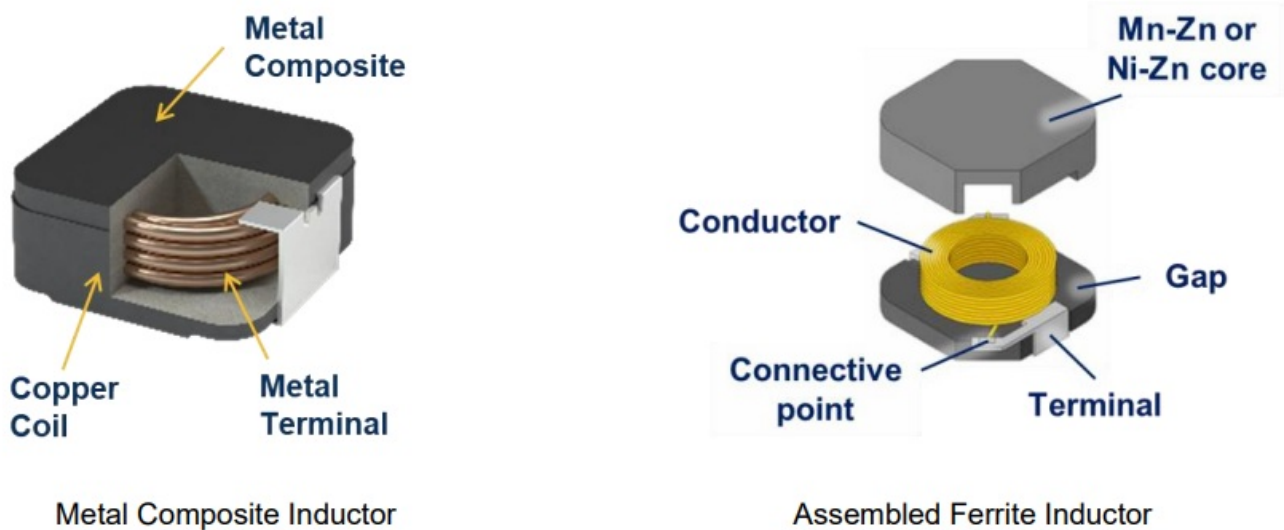 Metal
Composite
Copper
Coil
Metal
Terminal
Metal Composite Inductor
Mn-Zn or
Ni-Zn core
Conductor
Gap
Connective
point
Terminal
Assembled Ferrite Inductor